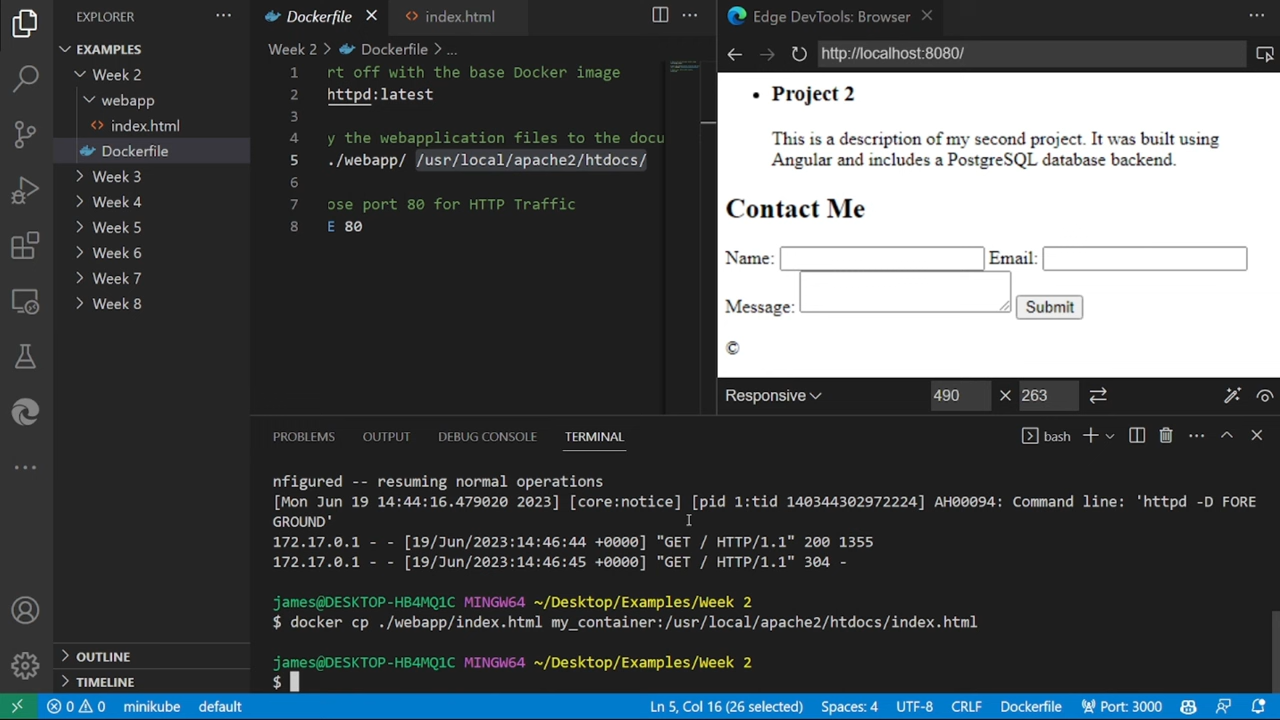 EXPLORER
EXAMPLES
Week 2
webapp
index.html
Dockerfile
Week 3
Week 4
Week 5
Week 6
Week 7
Week 8
OUTLINE
TIMELINE
Dockerfile
index.html
Week 2 > Dockerfile > ...
1 rt off with the base Docker image
2 httpd:latest
3
4 y the webapplication files to the docu
5 ./webapp/ /usr/local/apache2/htdocs/
6
7 ose port 80 for HTTP Traffic
8 E 80
Edge DevTools: Browser
http://localhost:8080/
• Project 2
This is a description of my second project. It was built using
Angular and includes a PostgreSQL database backend.
Contact Me
Name: Email:
Message: Submit
©
Responsive 490 × 263
PROBLEMS OUTPUT DEBUG CONSOLE TERMINAL bash
nfigured -- resuming normal operations
[Mon Jun 19 14:44:16.479020 2023] [core:notice] [pid 1:tid 140344302972224] AH00094: Command line: 'httpd -D FORE
GROUND'
172.17.0.1 - - [19/Jun/2023:14:46:44 +0000] "GET / HTTP/1.1" 200 1355
172.17.0.1 - - [19/Jun/2023:14:46:45 +0000] "GET / HTTP/1.1" 304 -
james@DESKTOP-HB4MQ1C MINGW64 ~/Desktop/Examples/Week 2
$ docker cp ./webapp/index.html my_container:/usr/local/apache2/htdocs/index.html
james@DESKTOP-HB4MQ1C MINGW64 ~/Desktop/Examples/Week 2
$
0 0 minikube default Ln 5, Col 16 (26 selected) Spaces: 4 UTF-8 CRLF Dockerfile Port: 3000